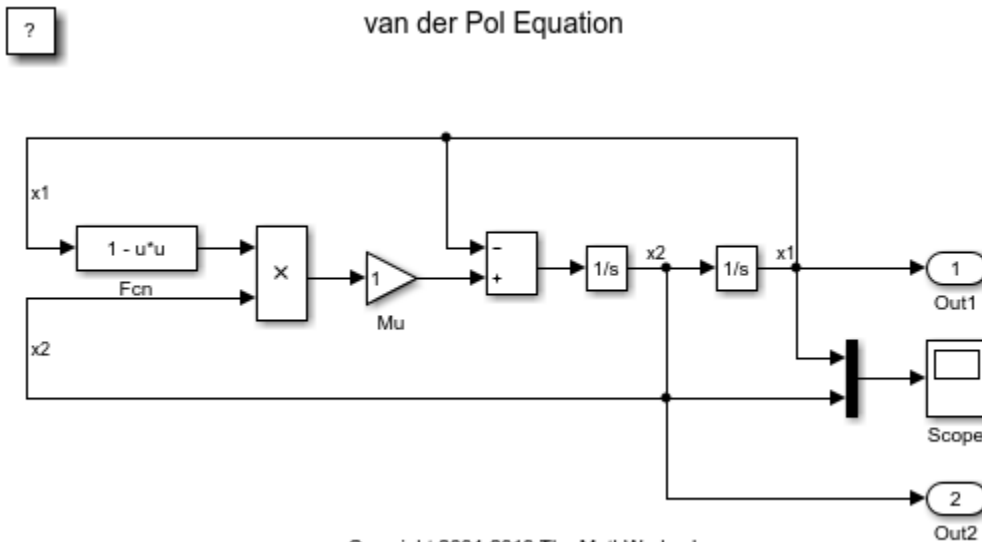 ?
van der Pol Equation
x1
1 - u*u
Fcn
×
1
Mu
−
+
1/s
x2
1/s
x1
1
Out1
x2
Scope
2
Out2